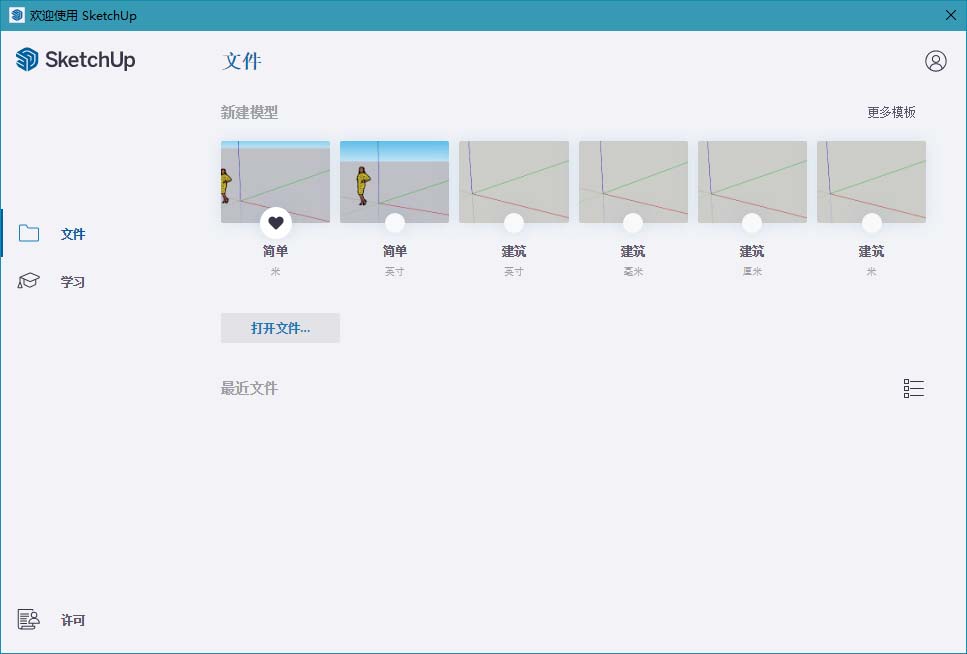 欢迎使用 SketchUp
SketchUp
文件
新建模型
更多模板
简单
米
简单
英寸
建筑
英寸
建筑
毫米
建筑
厘米
建筑
米
文件
学习
打开文件...
最近文件
许可